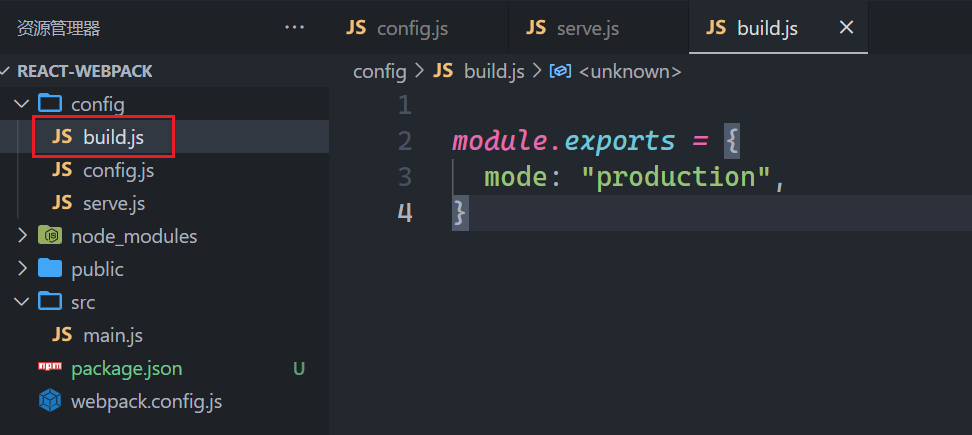 资源管理器 ···
REACT-WEBPACK
config
JS build.js
JS config.js
JS serve.js
node_modules
public
src
JS main.js
npm package.json U
webpack.config.js
JS config.js JS serve.js JS build.js
config > JS build.js > <unknown>
1
2 module.exports = {
3 mode: "production",
4 }